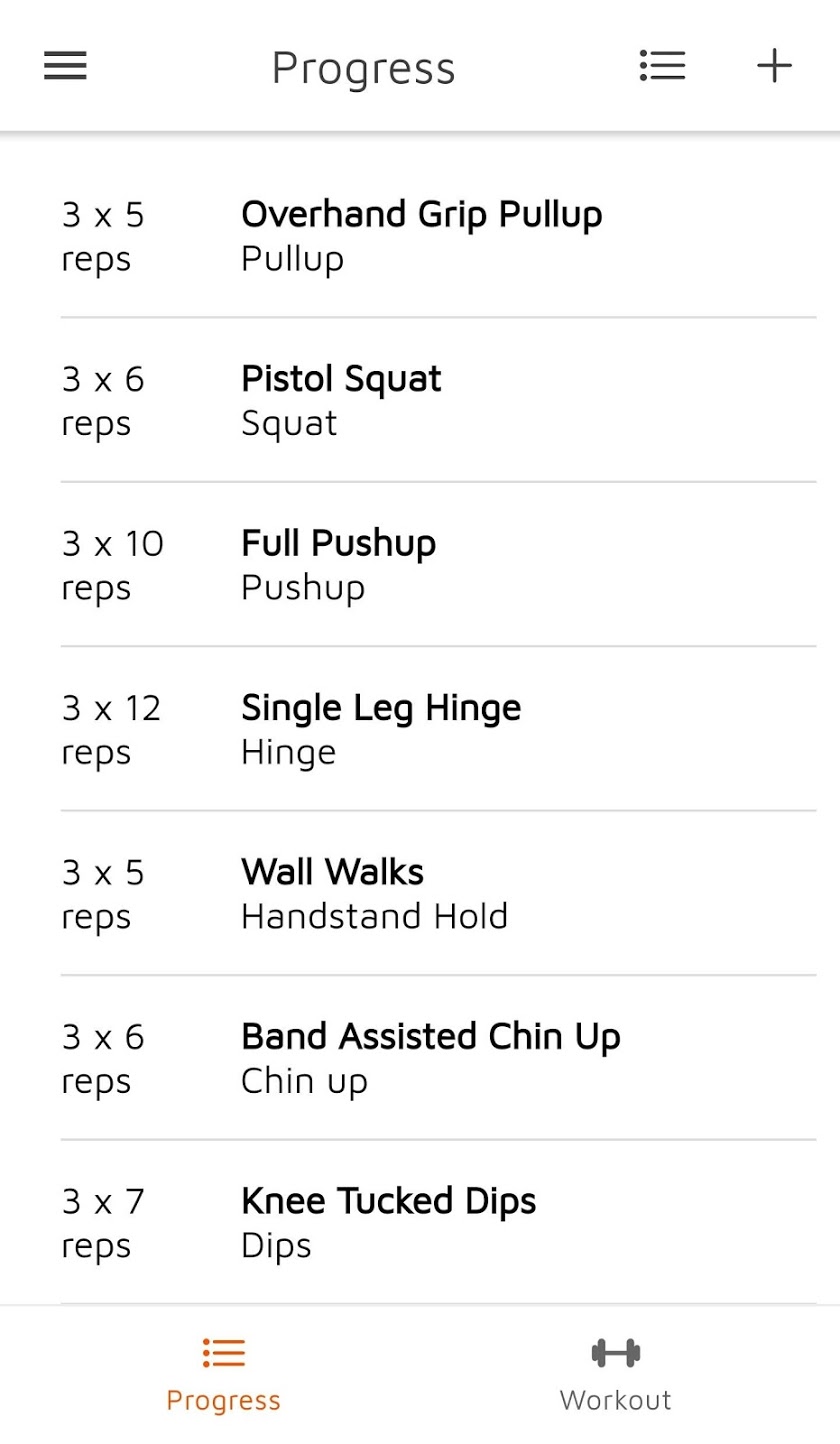 Progress
3 x 5
reps
Overhand Grip Pullup
Pullup
3 x 6
reps
Pistol Squat
Squat
3 x 10
reps
Full Pushup
Pushup
3 x 12
reps
Single Leg Hinge
Hinge
3 x 5
reps
Wall Walks
Handstand Hold
3 x 6
reps
Band Assisted Chin Up
Chin up
3 x 7
reps
Knee Tucked Dips
Dips
Progress
Workout